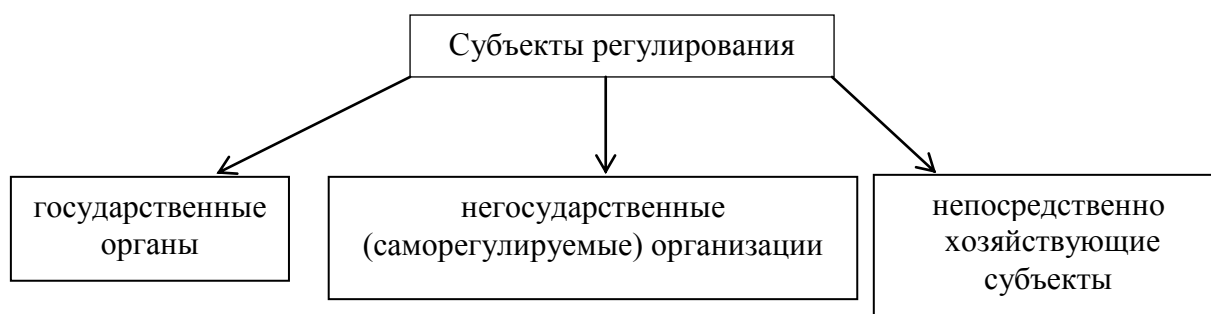 Субъекты регулирования
государственные
органы
негосударственные
(саморегулируемые) организации
непосредственно
хозяйствующие
субъекты